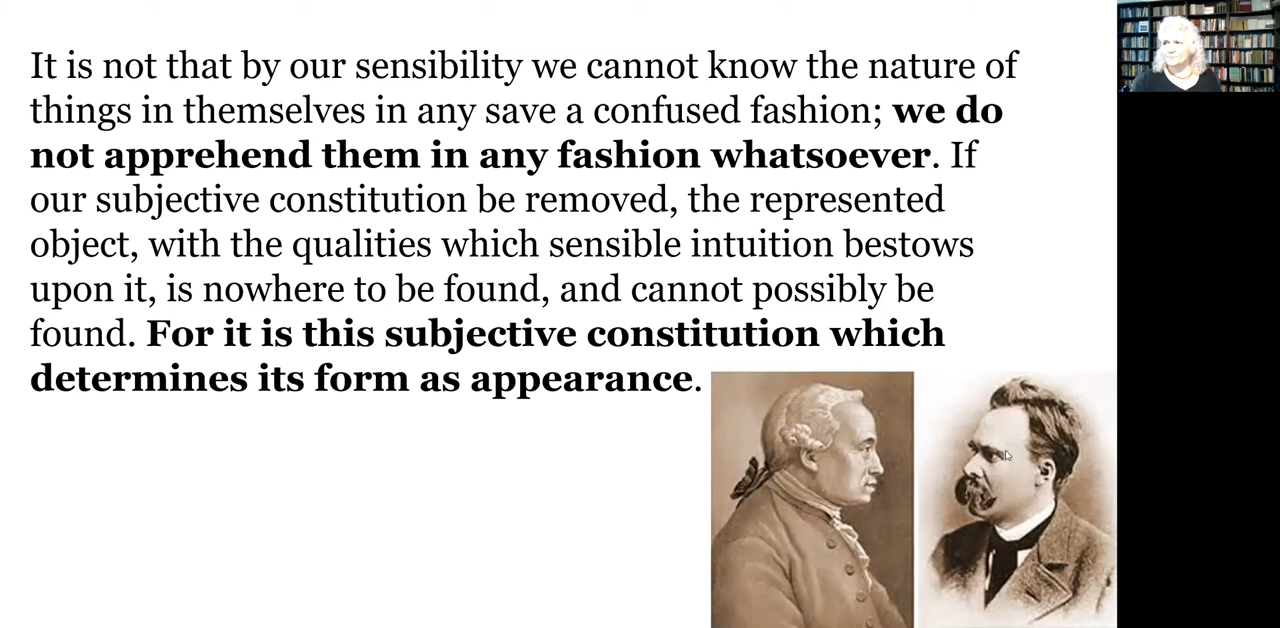 It is not that by our sensibility we cannot know the nature of
things in themselves in any save a confused fashion; we do
not apprehend them in any fashion whatsoever. If
our subjective constitution be removed, the represented
object, with the qualities which sensible intuition bestows
upon it, is nowhere to be found, and cannot possibly be
found. For it is this subjective constitution which
determines its form as appearance.